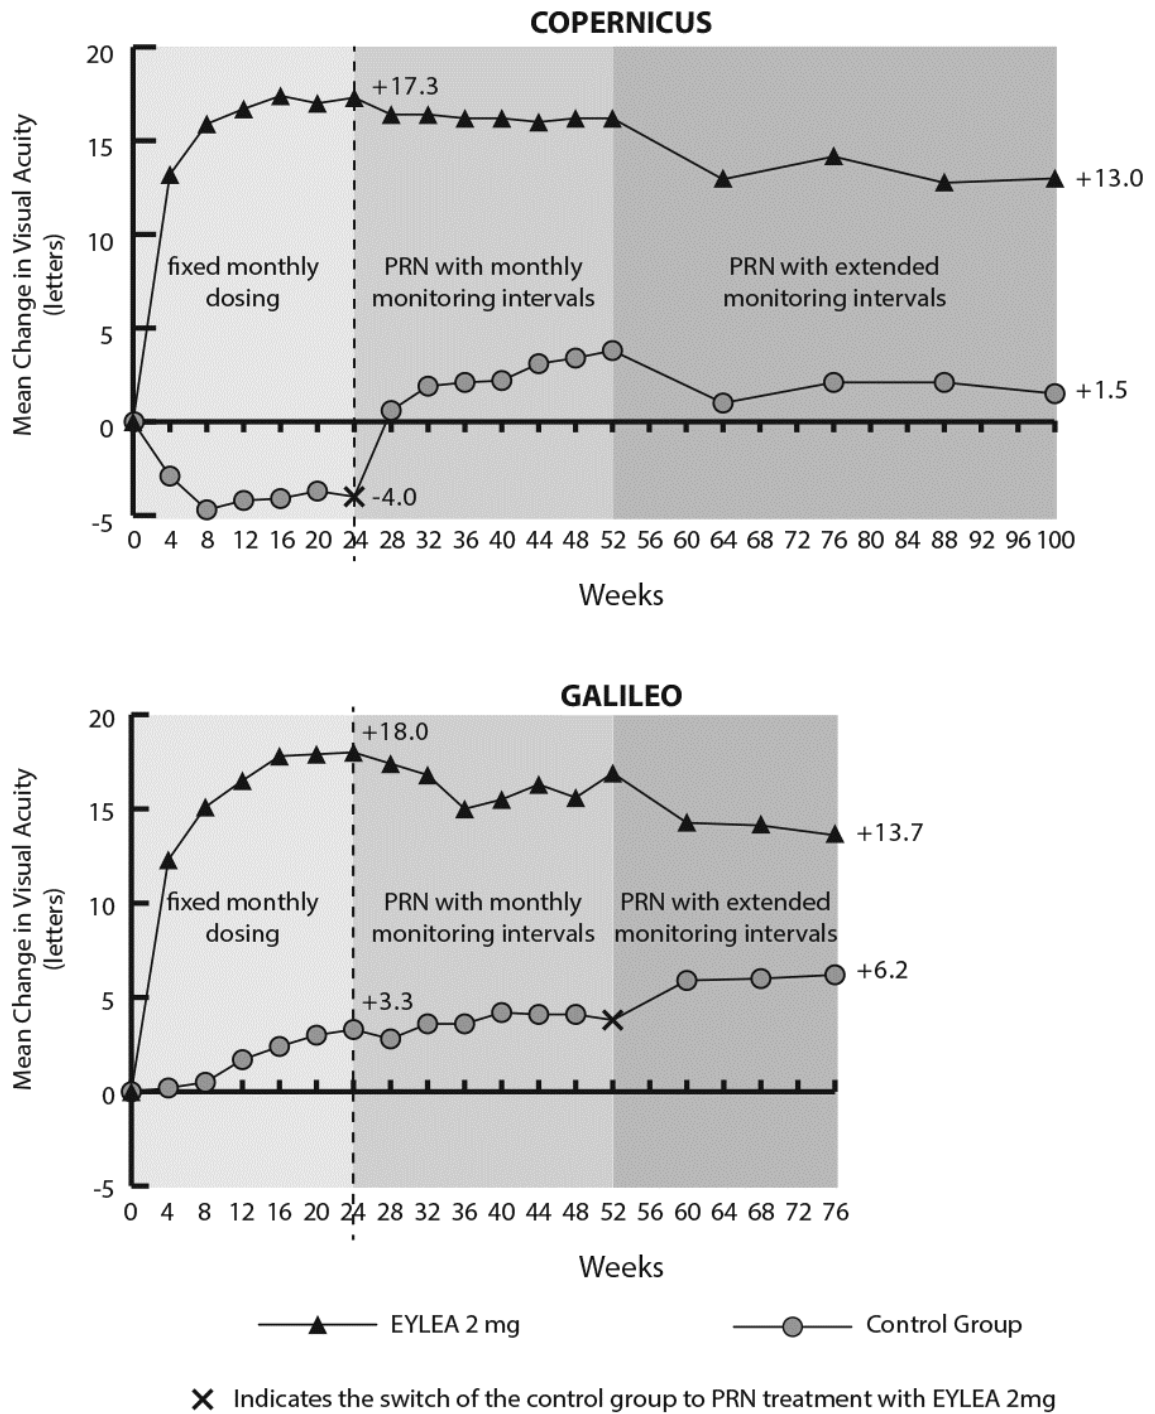 COPERNICUS
Mean Change in Visual Acuity
(letters)
20
15
10
5
0
-5
+17.3
+13.0
fixed monthly
dosing
PRN with monthly
monitoring intervals
PRN with extended
monitoring intervals
+1.5
-4.0
0 4 8 12 16 20 24 28 32 36 40 44 48 52 56 60 64 68 72 76 80 84 88 92 96 100
Weeks
GALILEO
Mean Change in Visual Acuity
(letters)
20
15
10
5
0
-5
+18.0
+13.7
fixed monthly
dosing
PRN with monthly
monitoring intervals
PRN with extended
monitoring intervals
+3.3
+6.2
0 4 8 12 16 20 24 28 32 36 40 44 48 52 56 60 64 68 72 76
Weeks
EYLEA 2 mg
Control Group
Indicates the switch of the control group to PRN treatment with EYLEA 2mg